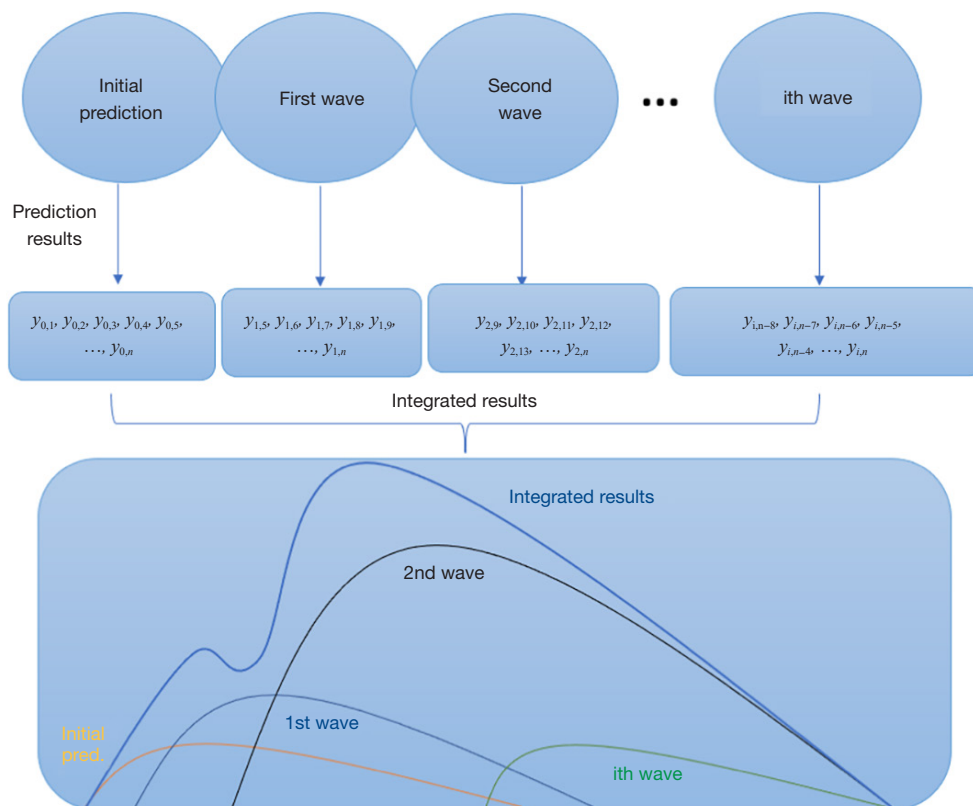 Initial
prediction
First wave
Second
wave
...
ith wave
Prediction
results
y0,1, y0,2, y0,3, y0,4, y0,5,
…, y0,n
y1,5, y1,6, y1,7, y1,8, y1,9,
…, y1,n
y2,9, y2,10, y2,11, y2,12,
y2,13, …, y2,n
yi,n−8, yi,n−7, yi,n−6, yi,n−5,
yi,n−4, …, yi,n
Integrated results
Integrated results
2nd wave
1st wave
Initial
pred.
ith wave